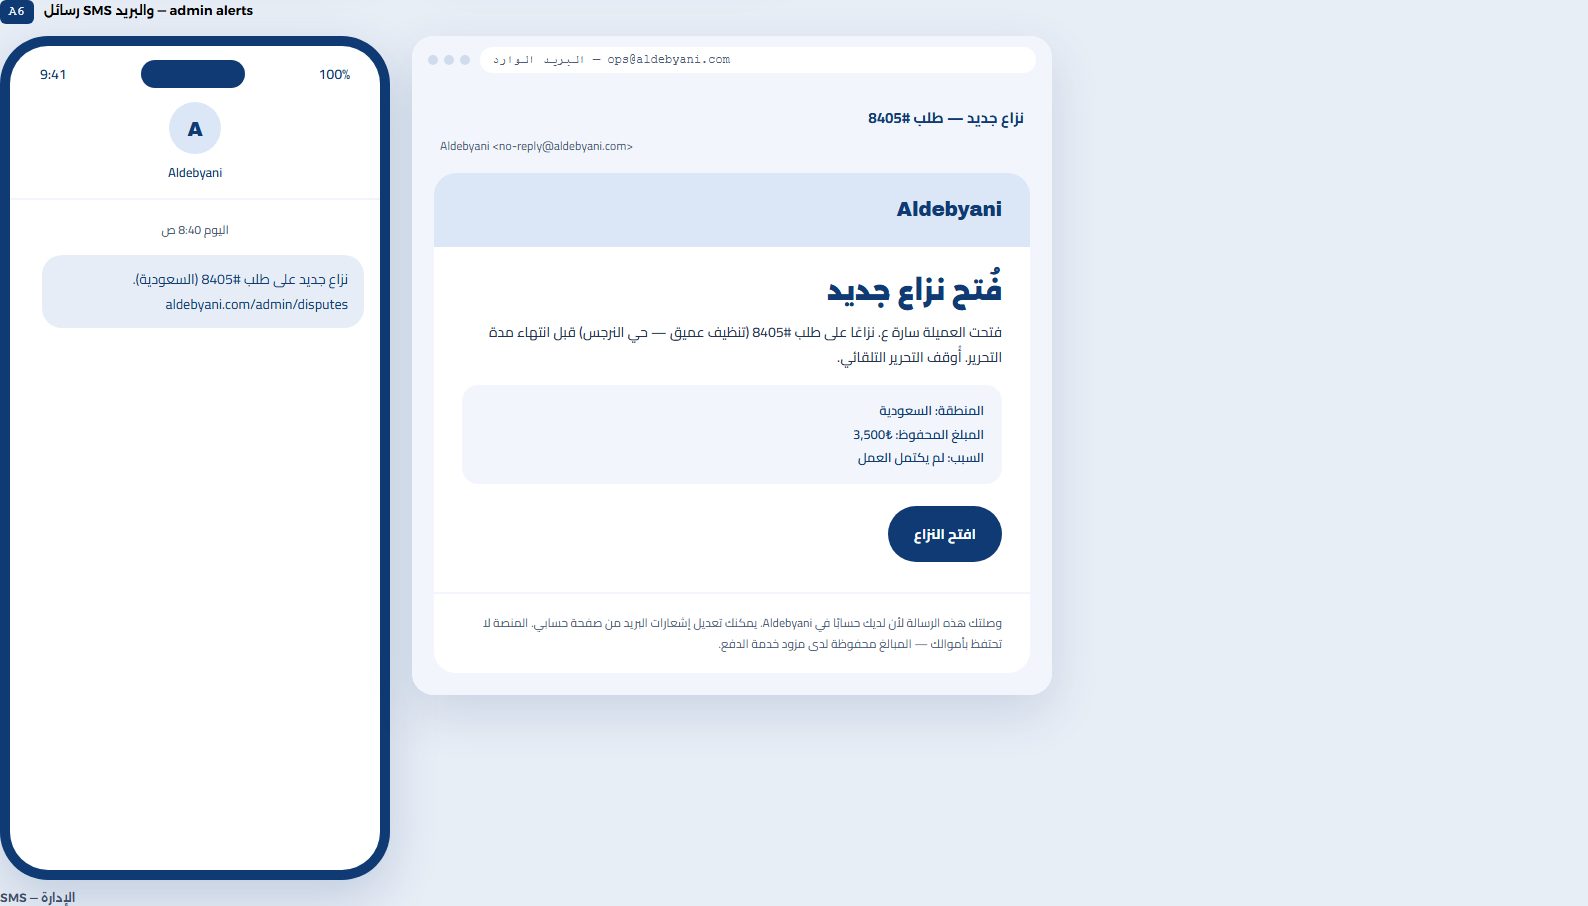 A6
رسائل SMS والبريد — admin alerts
9:41
100%
A
Aldebyani
اليوم 8:40 ص
نزاع جديد على طلب #8405 (السعودية).
aldebyani.com/admin/disputes
الإدارة — SMS
البريد الوارد — ops@aldebyani.com
نزاع جديد — طلب #8405
Aldebyani <no-reply@aldebyani.com>
Aldebyani
فُتح نزاع جديد
فتحت العميلة سارة ع. نزاعًا على طلب #8405 (تنظيف عميق — حي النرجس) قبل انتهاء مدة
التحرير. أُوقف التحرير التلقائي.
المنطقة: السعودية
المبلغ المحفوظ: ₺3,500
السبب: لم يكتمل العمل
افتح النزاع
وصلتك هذه الرسالة لأن لديك حسابًا في Aldebyani. يمكنك تعديل إشعارات البريد من صفحة حسابي. المنصة لا
تحتفظ بأموالك — المبالغ محفوظة لدى مزود خدمة الدفع.